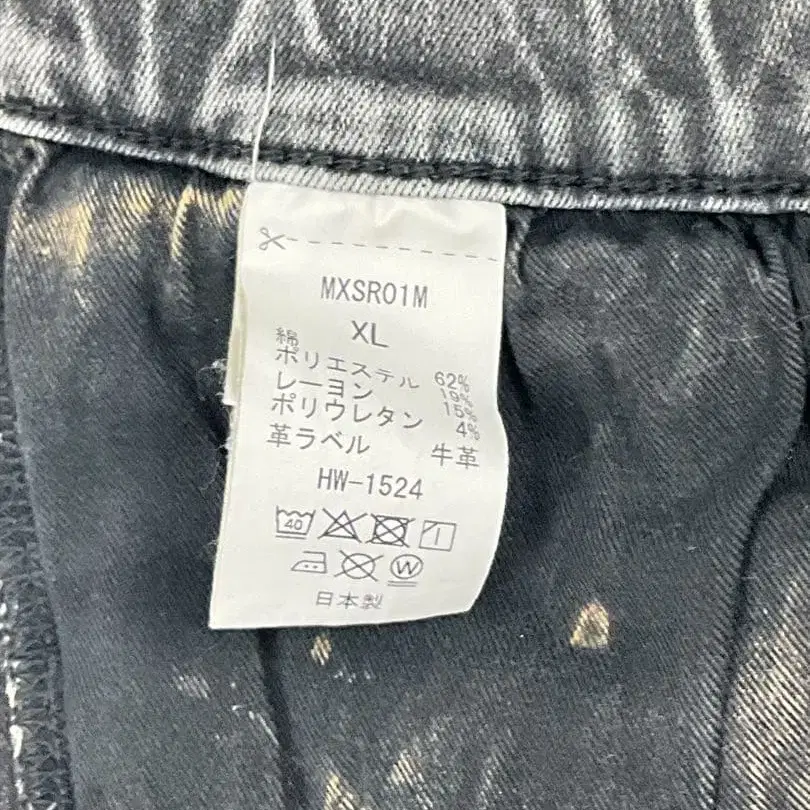 MXSR01M
XL
綿 62%
ポリエステル 19%
レーヨン 15%
ポリウレタン 4%
革ラベル 牛革
HW-1524
40
W
日本製